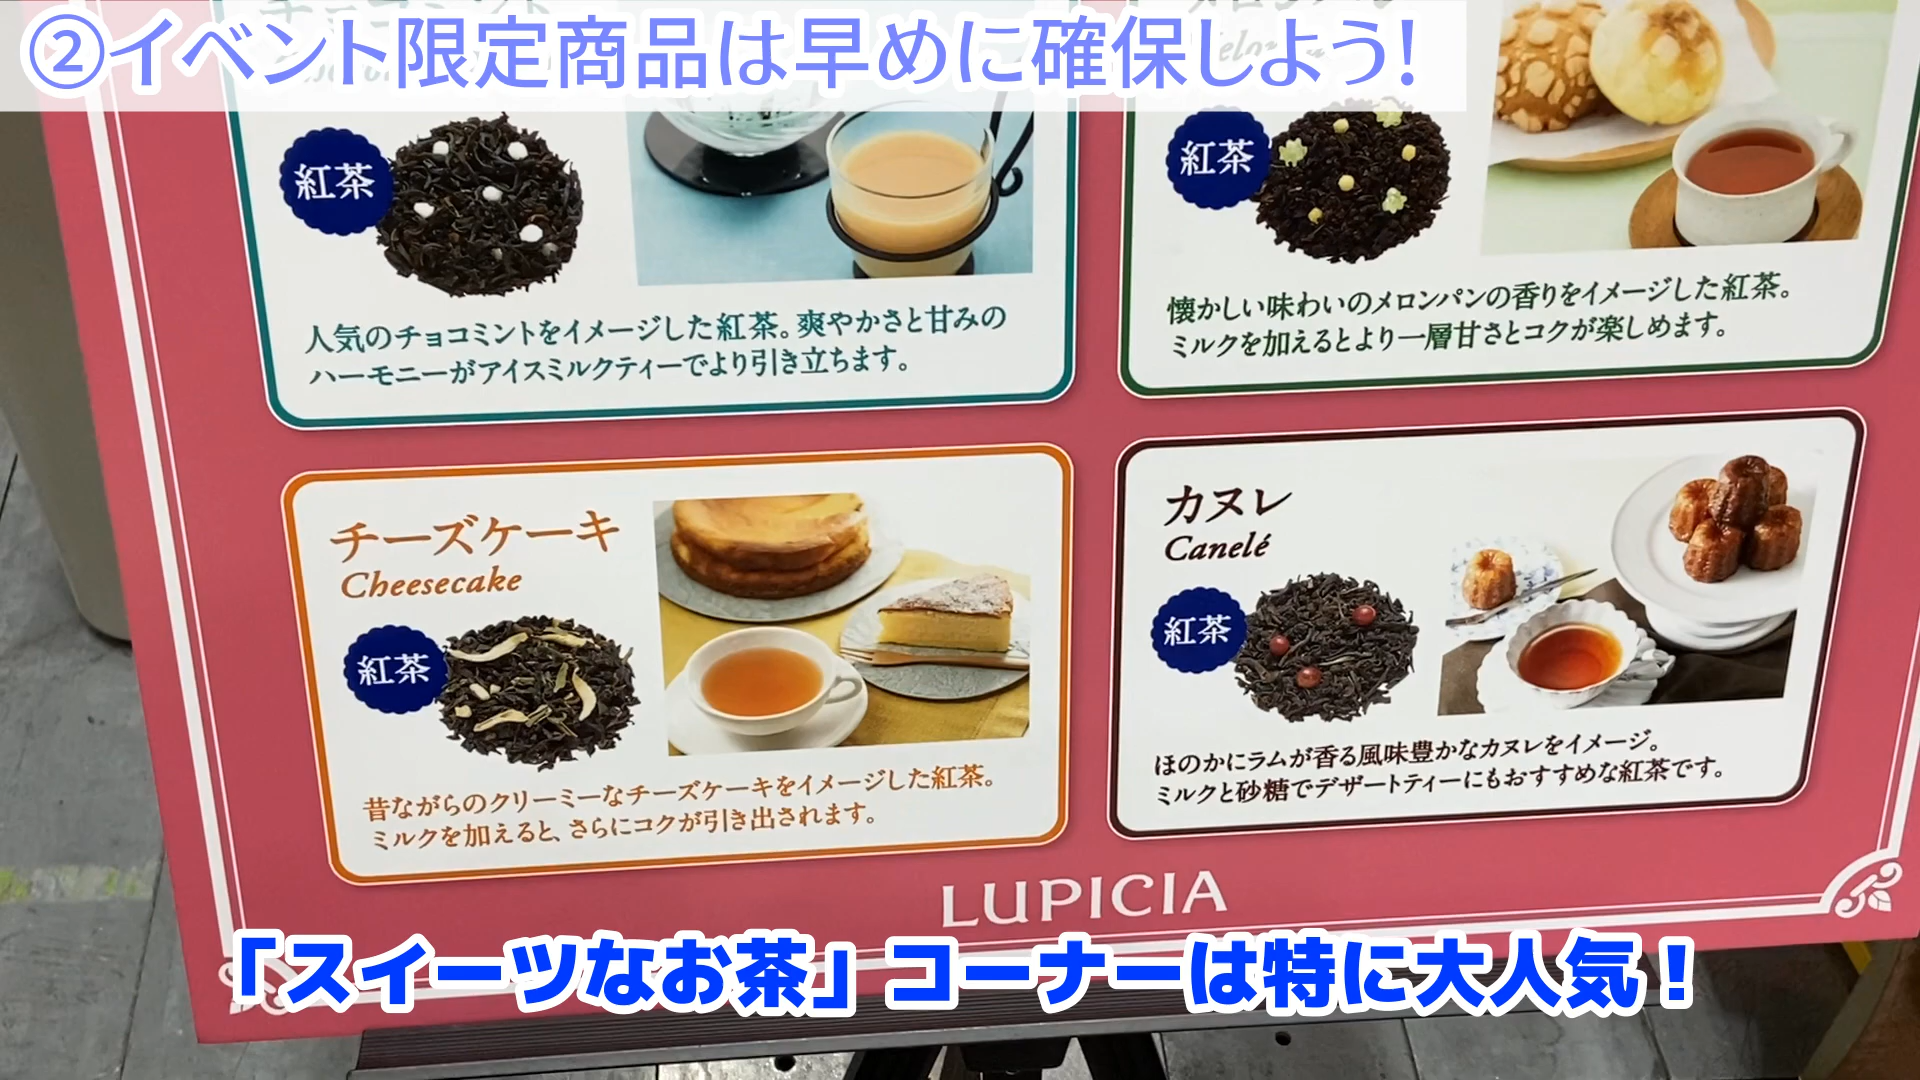 ②イベント限定商品は早めに確保しよう!
紅茶
人気のチョコミントをイメージした紅茶。爽やかさと甘みの
ハーモニーがアイスミルクティーでより引き立ちます。
紅茶
懐かしい味わいのメロンパンの香りをイメージした紅茶。
ミルクを加えるとより一層甘さとコクが楽しめます。
チーズケーキ
Cheesecake
紅茶
昔ながらのクリーミーなチーズケーキをイメージした紅茶。
ミルクを加えると、さらにコクが引き出されます。
カヌレ
Canelé
紅茶
ほのかにラムが香る風味豊かなカヌレをイメージ。
ミルクと砂糖でデザートティーにもおすすめな紅茶です。
LUPICIA
「スイーツなお茶」コーナーは特に大人気!